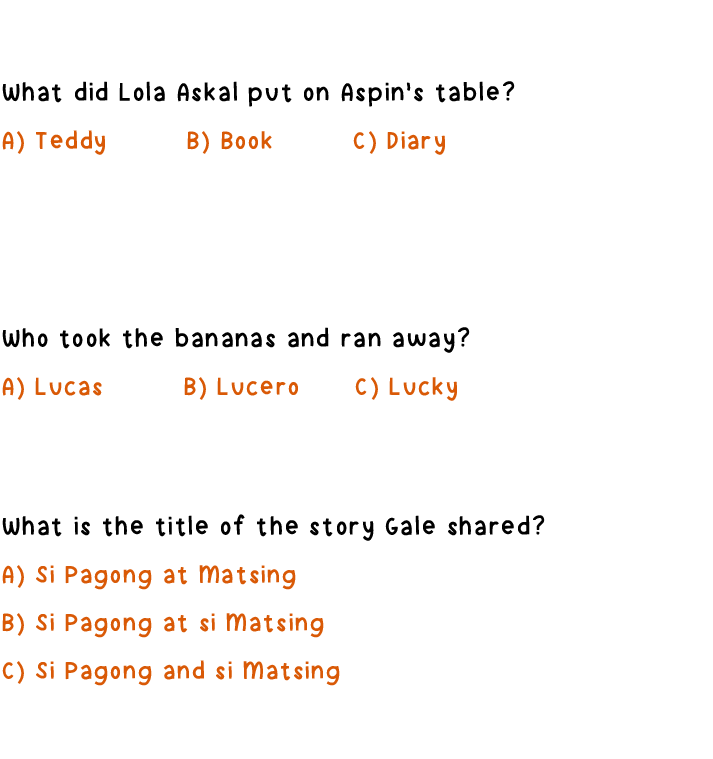 What did Lola Askal put on Aspin's table?
A) Teddy B) Book C) Diary
Who took the bananas and ran away?
A) Lucas B) Lucero C) Lucky
What is the title of the story Gale shared?
A) Si Pagong at Matsing
B) Si Pagong at si Matsing
C) Si Pagong and si Matsing